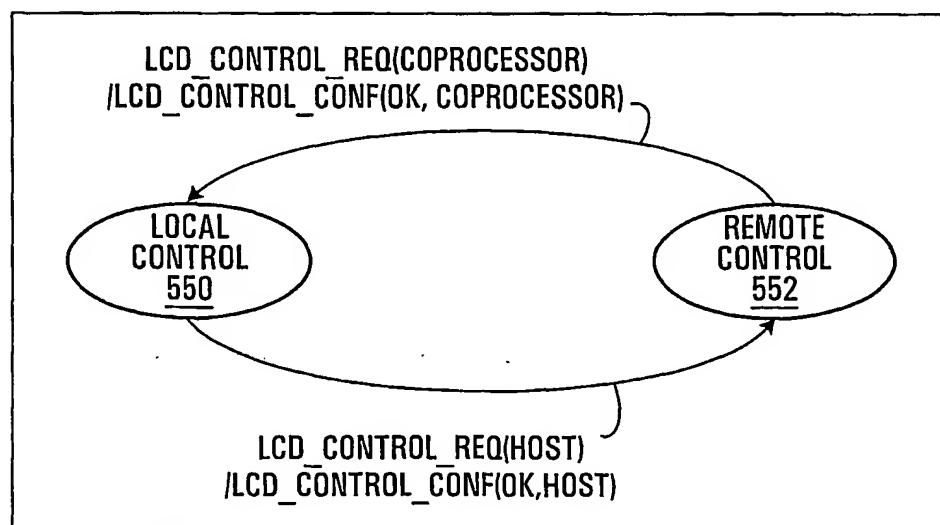 LCD_CONTROL_REQ(COPROCESSOR)
/LCD_CONTROL_CONF(OK, COPROCESSOR)
LOCAL
CONTROL
550
REMOTE
CONTROL
552
LCD_CONTROL_REQ(HOST)
/LCD_CONTROL_CONF(OK,HOST)